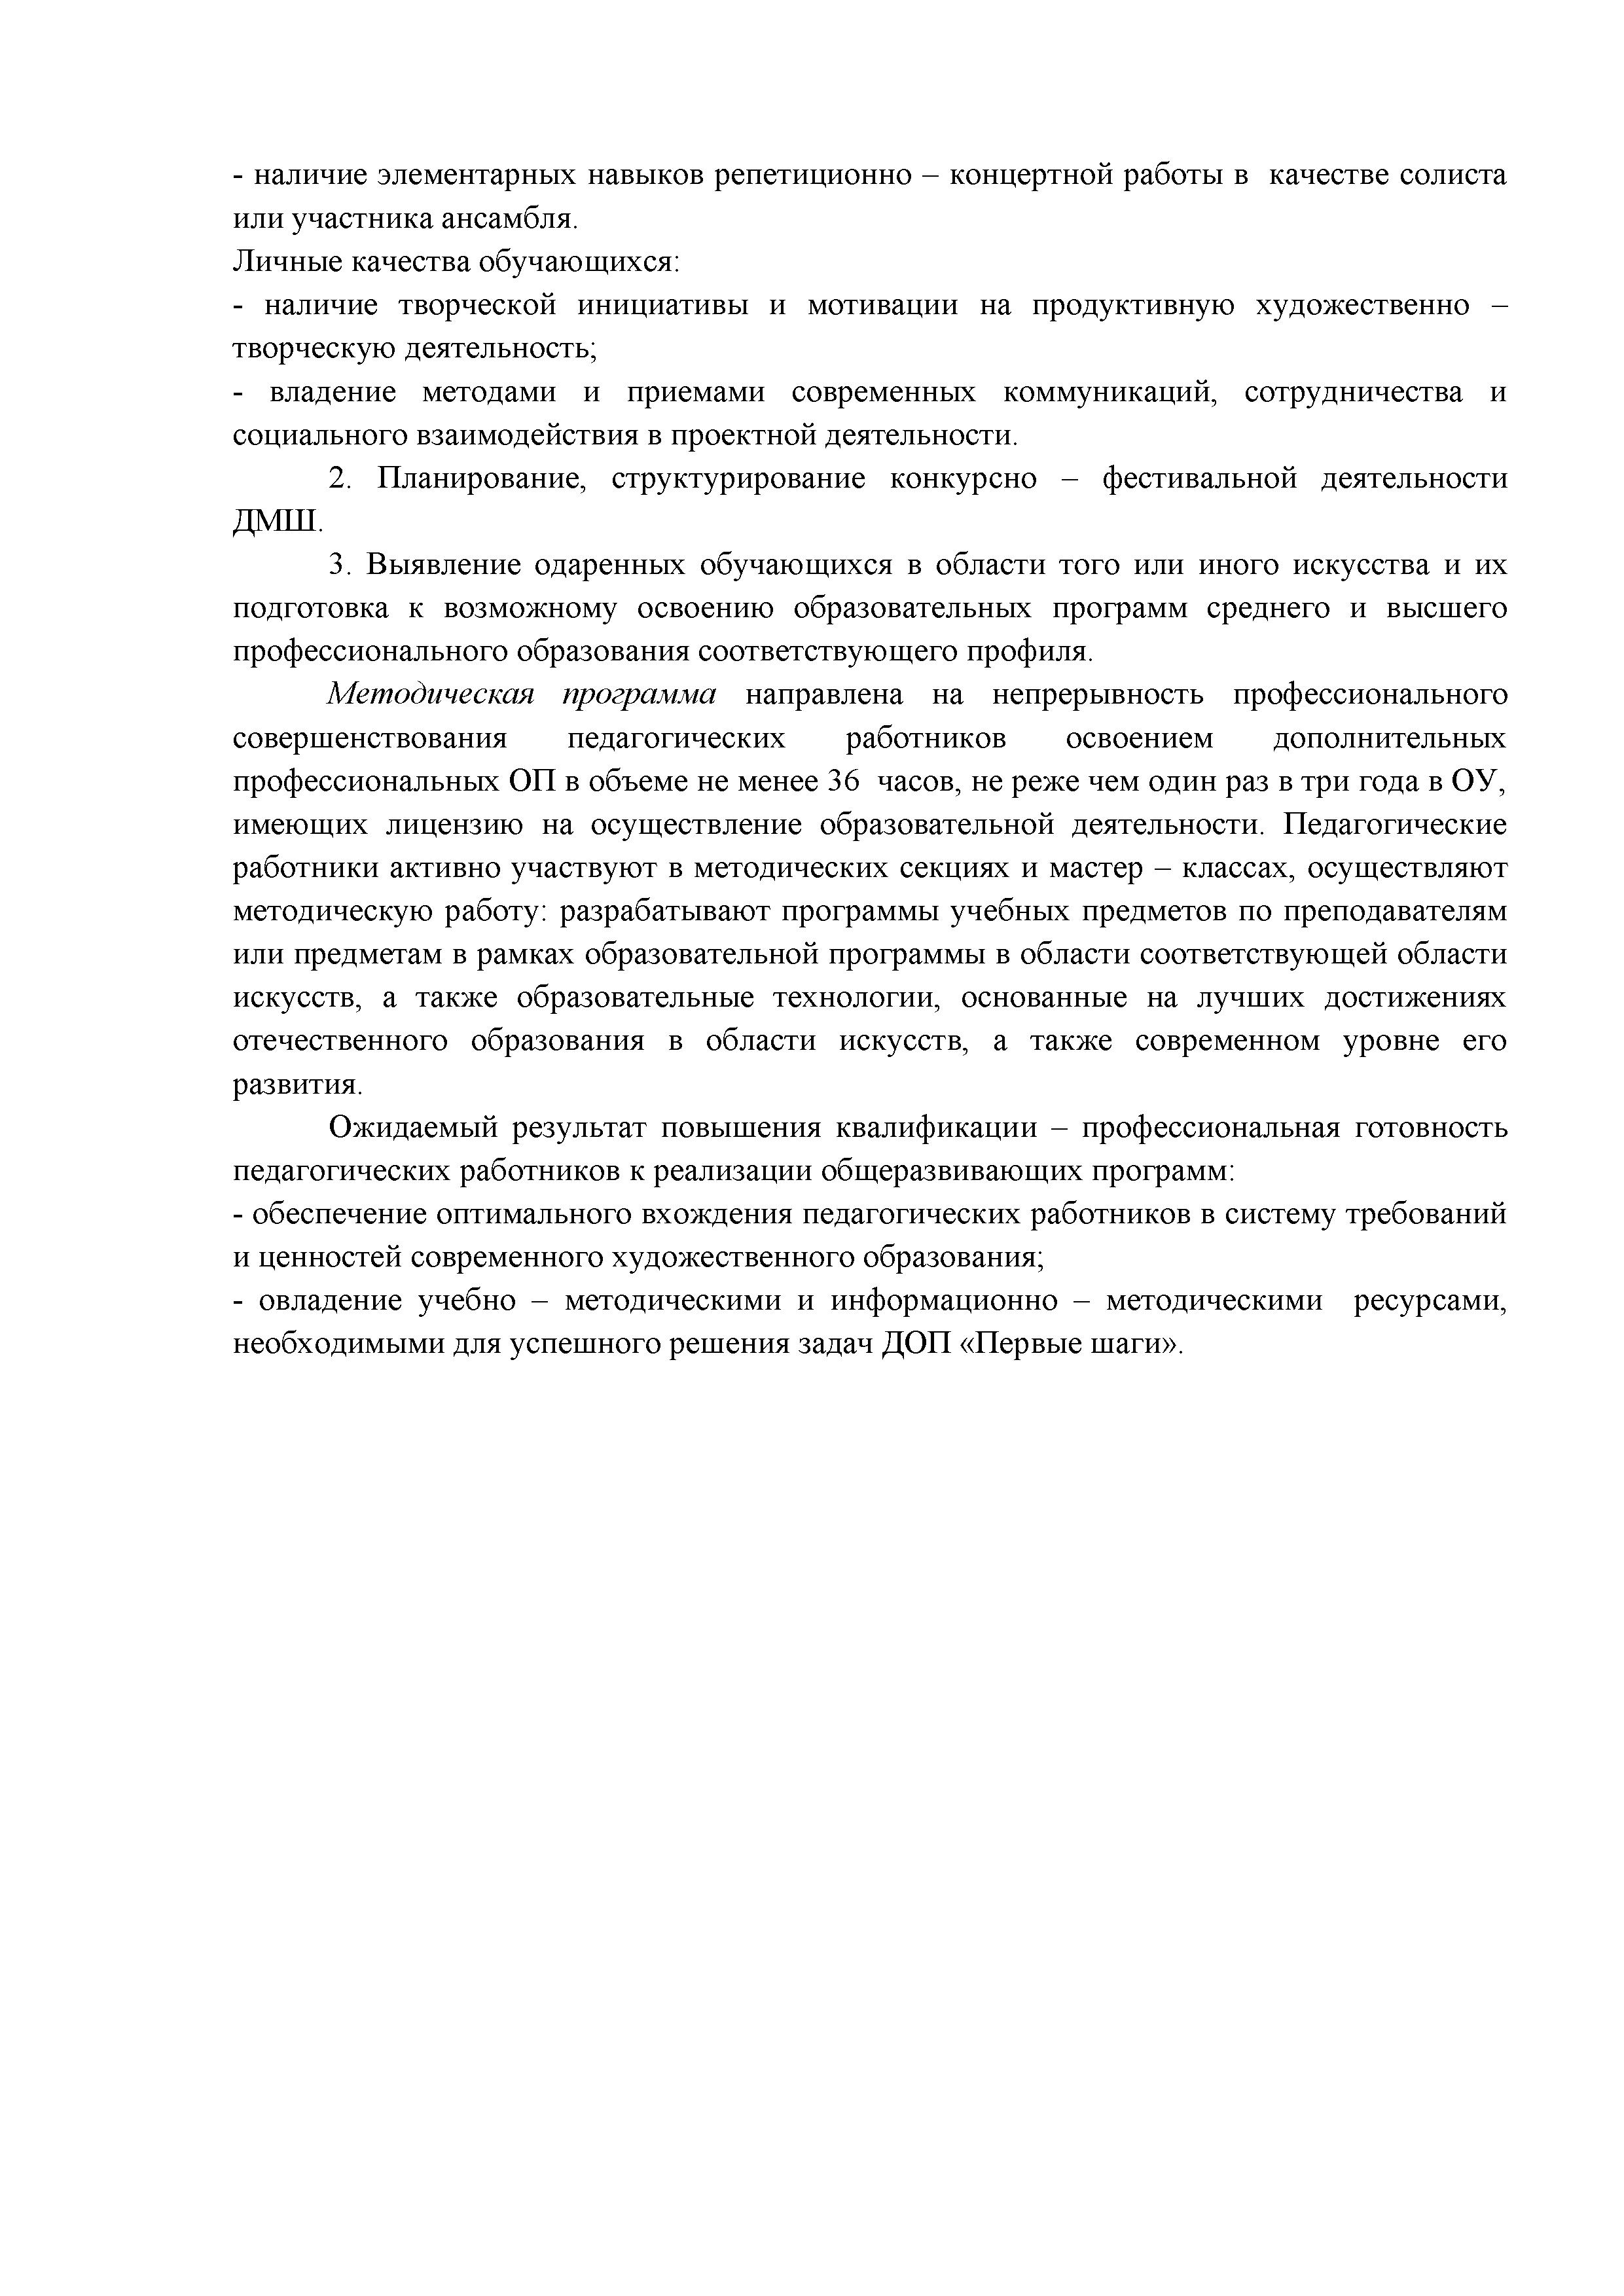 - наличие элементарных навыков репетиционно – концертной работы в  качестве солиста
или участника ансамбля.
Личные качества обучающихся:
- наличие творческой инициативы и мотивации на продуктивную художественно –
творческую деятельность;
- владение методами и приемами современных коммуникаций, сотрудничества и
социального взаимодействия в проектной деятельности.
2. Планирование, структурирование конкурсно – фестивальной деятельности
ДМШ.
3. Выявление одаренных обучающихся в области того или иного искусства и их
подготовка к возможному освоению образовательных программ среднего и высшего
профессионального образования соответствующего профиля.
Методическая программа направлена на непрерывность профессионального
совершенствования педагогических работников освоением дополнительных
профессиональных ОП в объеме не менее 36  часов, не реже чем один раз в три года в ОУ,
имеющих лицензию на осуществление образовательной деятельности. Педагогические
работники активно участвуют в методических секциях и мастер – классах, осуществляют
методическую работу: разрабатывают программы учебных предметов по преподавателям
или предметам в рамках образовательной программы в области соответствующей области
искусств, а также образовательные технологии, основанные на лучших достижениях
отечественного образования в области искусств, а также современном уровне его
развития.
Ожидаемый результат повышения квалификации – профессиональная готовность
педагогических работников к реализации общеразвивающих программ:
- обеспечение оптимального вхождения педагогических работников в систему требований
и ценностей современного художественного образования;
- овладение учебно – методическими и информационно – методическими  ресурсами,
необходимыми для успешного решения задач ДОП «Первые шаги».